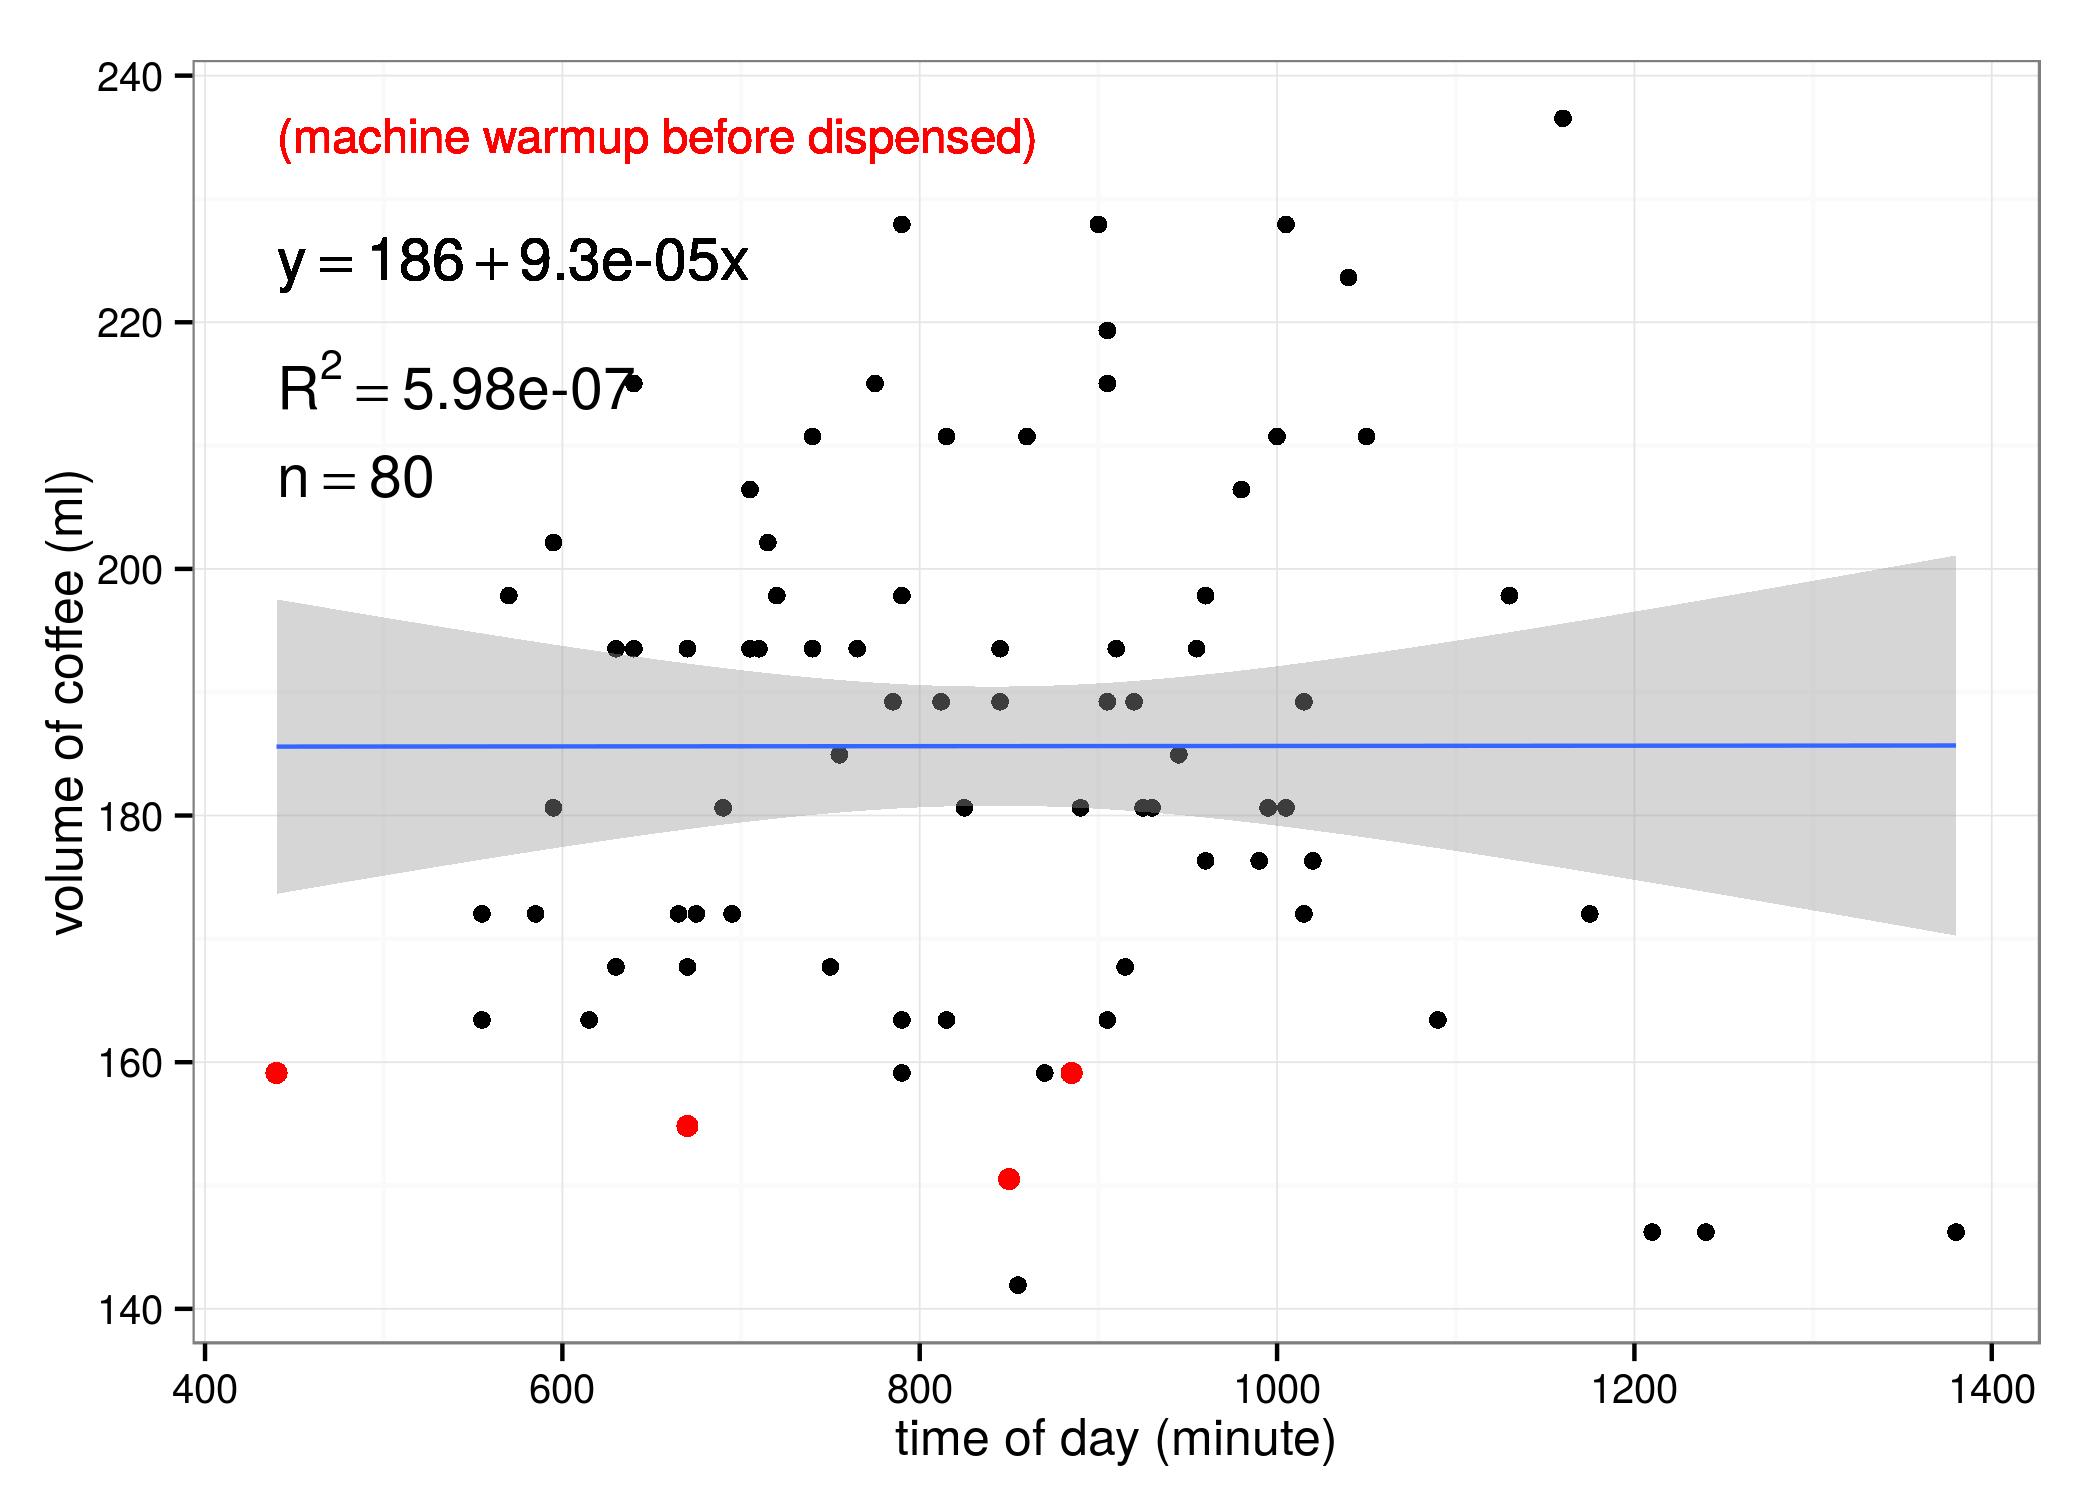 240
(machine warmup before dispensed)
y = 186 + 9.3e-05x
220
R² = 5.98e-07
n = 80
200
180
160
140
volume of coffee (ml)
400 600 800 1000 1200 1400
time of day (minute)